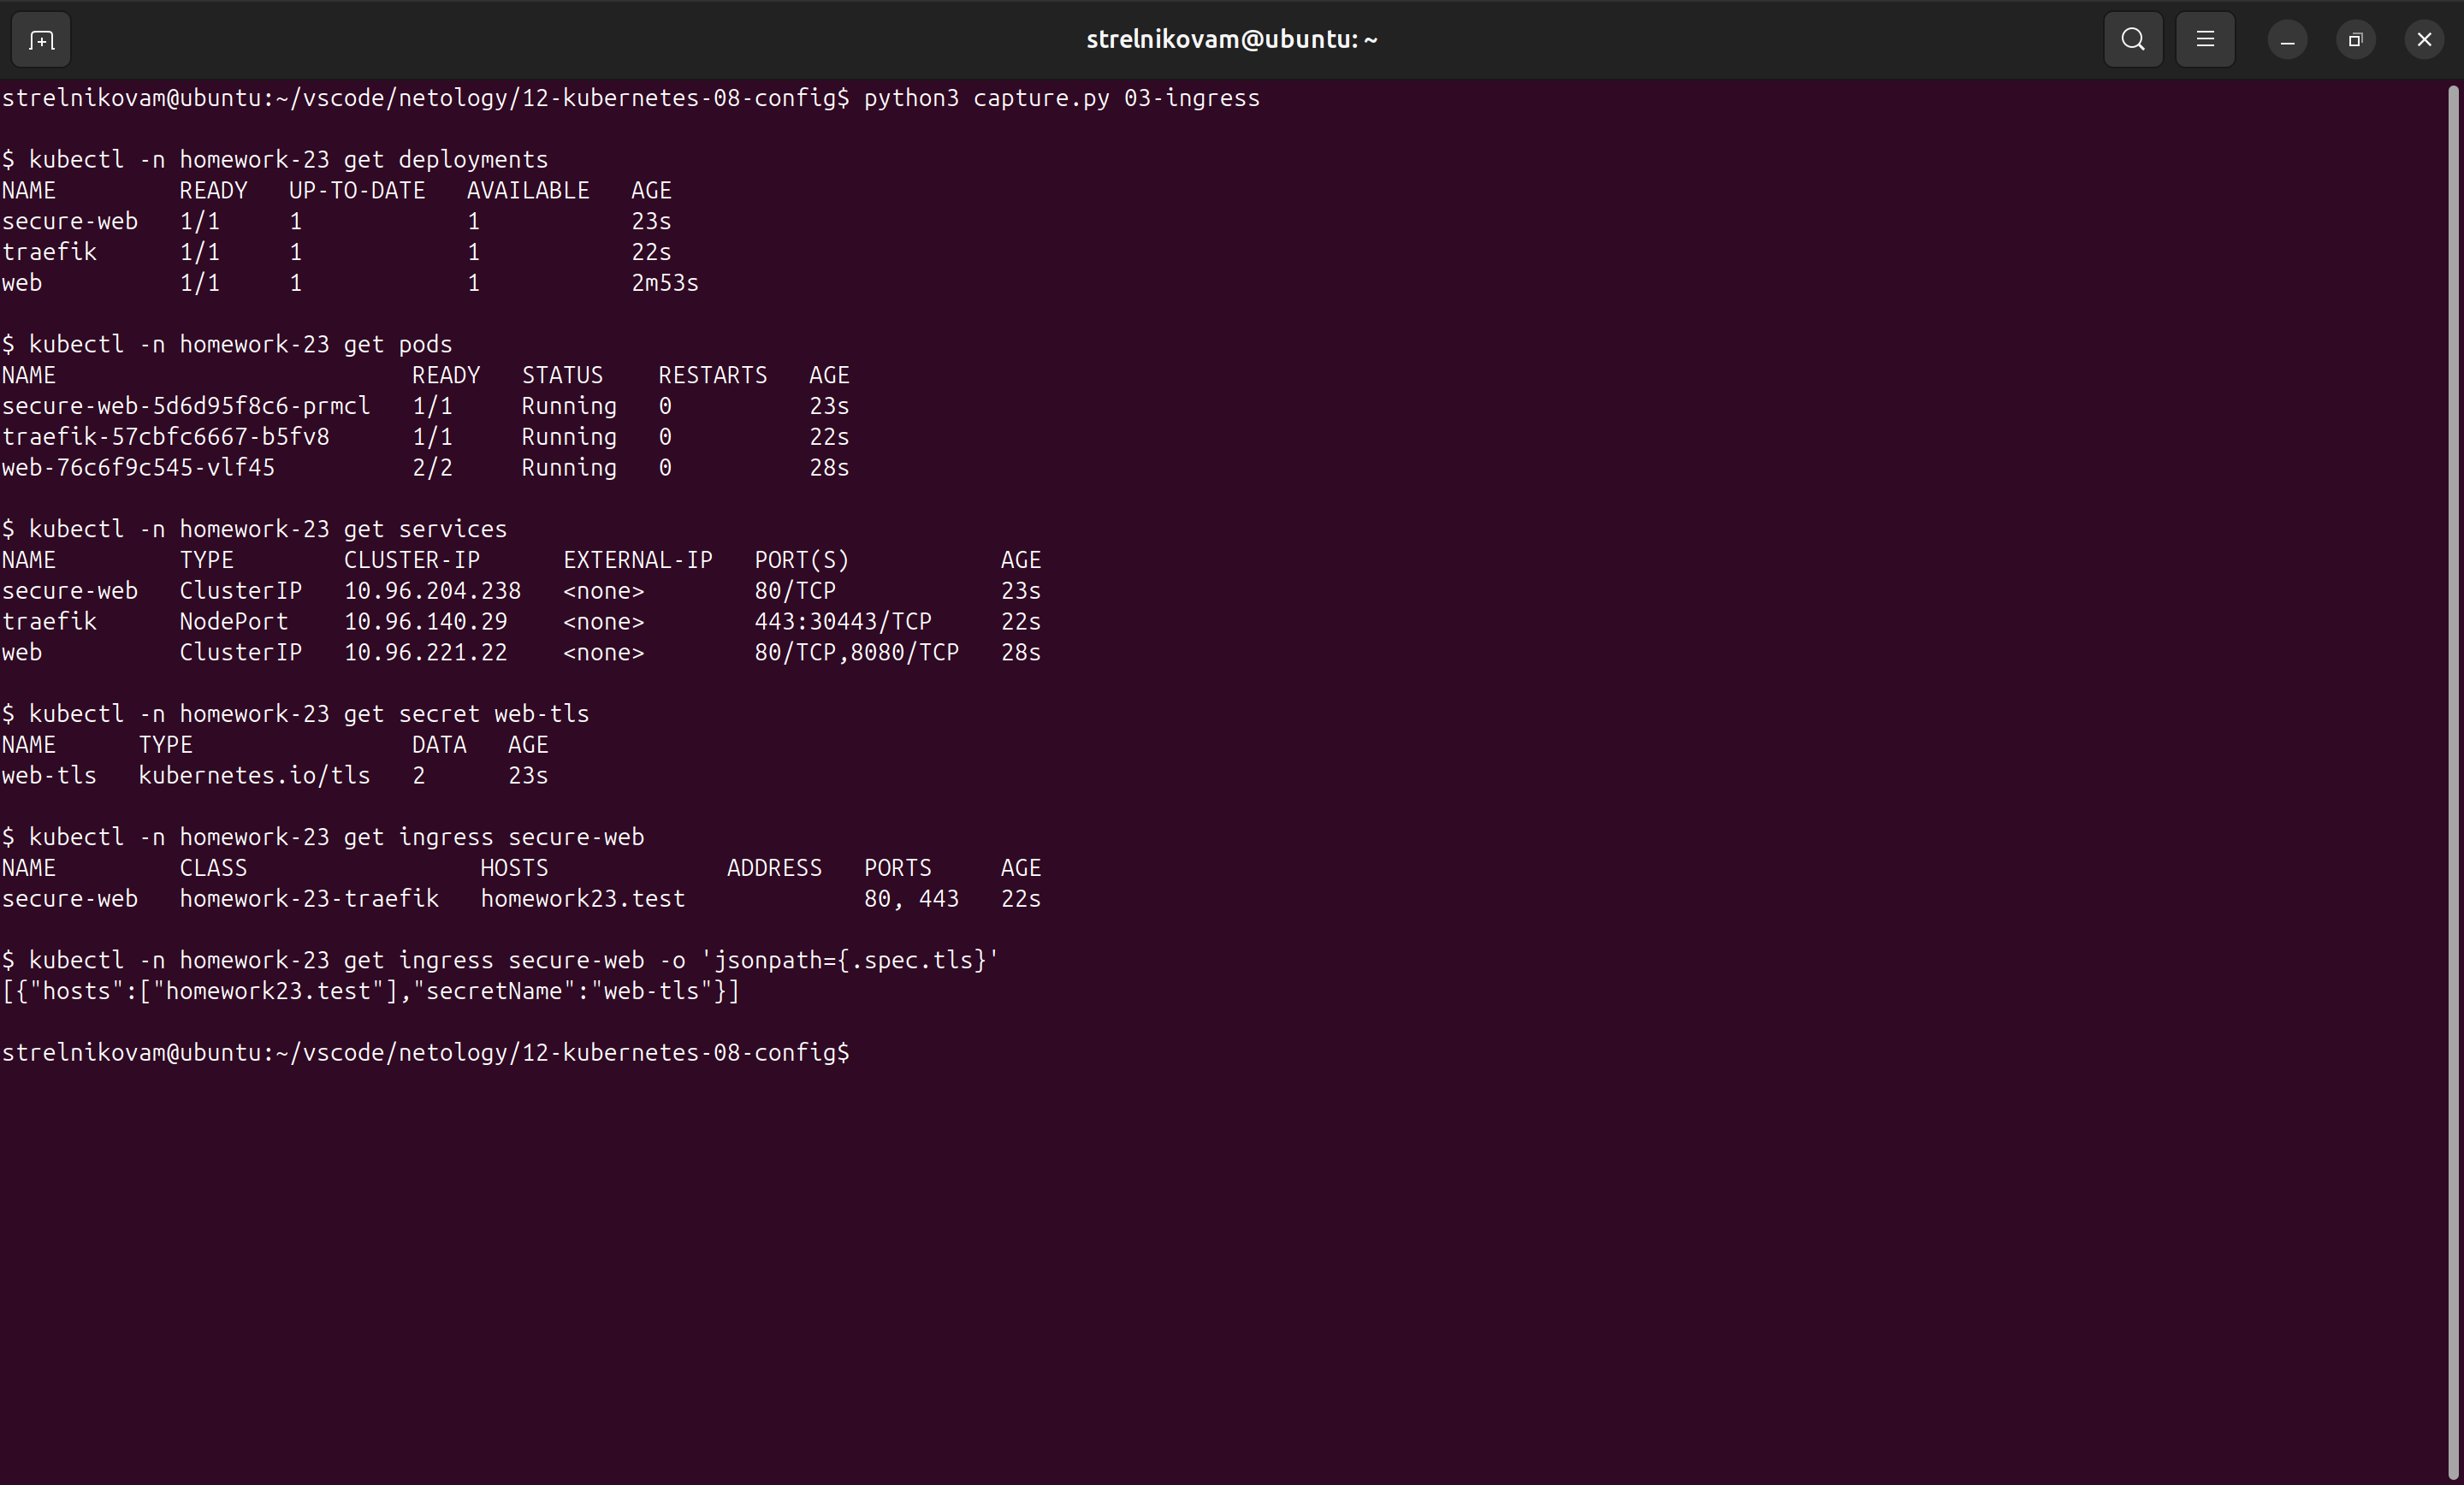 strelnikovam@ubuntu: ~
strelnikovam@ubuntu:~/vscode/netology/12-kubernetes-08-config$ python3 capture.py 03-ingress
$ kubectl -n homework-23 get deployments
NAME         READY   UP-TO-DATE   AVAILABLE   AGE
secure-web   1/1     1            1           23s
traefik      1/1     1            1           22s
web          1/1     1            1           2m53s
$ kubectl -n homework-23 get pods
NAME                          READY   STATUS    RESTARTS   AGE
secure-web-5d6d95f8c6-prmcl   1/1     Running   0          23s
traefik-57cbfc6667-b5fv8      1/1     Running   0          22s
web-76c6f9c545-vlf45          2/2     Running   0          28s
$ kubectl -n homework-23 get services
NAME         TYPE        CLUSTER-IP      EXTERNAL-IP   PORT(S)           AGE
secure-web   ClusterIP   10.96.204.238   <none>        80/TCP            23s
traefik      NodePort    10.96.140.29    <none>        443:30443/TCP     22s
web          ClusterIP   10.96.221.22    <none>        80/TCP,8080/TCP   28s
$ kubectl -n homework-23 get secret web-tls
NAME      TYPE                DATA   AGE
web-tls   kubernetes.io/tls   2      23s
$ kubectl -n homework-23 get ingress secure-web
NAME         CLASS                 HOSTS             ADDRESS   PORTS     AGE
secure-web   homework-23-traefik   homework23.test             80, 443   22s
$ kubectl -n homework-23 get ingress secure-web -o 'jsonpath={.spec.tls}'
[{"hosts":["homework23.test"],"secretName":"web-tls"}]
strelnikovam@ubuntu:~/vscode/netology/12-kubernetes-08-config$